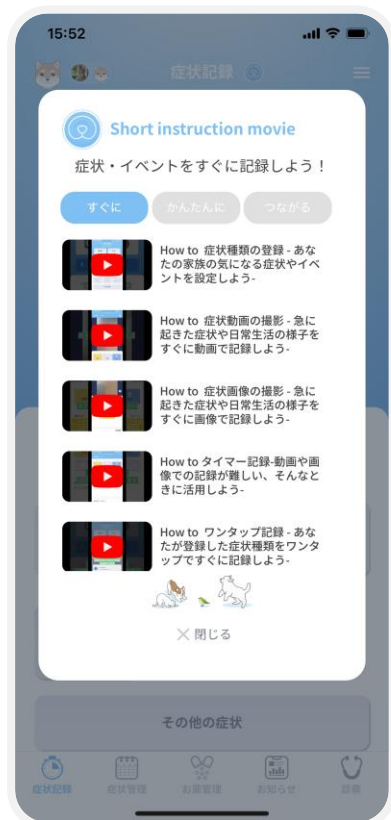 15:52
症状記録
Short instruction movie
症状・イベントをすぐに記録しよう！
すぐに
かんたんに
つながる
How to 症状種類の登録 - あな
たの家族の気になる症状やイベ
ントを設定しよう-
How to 症状動画の撮影 - 急に
起きた症状や日常生活の様子を
すぐに動画で記録しよう-
How to 症状画像の撮影 - 急に
起きた症状や日常生活の様子を
すぐに画像で記録しよう-
How to タイマー記録-動画や画
像での記録が難しい、そんなと
きに活用しよう-
How to ワンタップ記録 - あな
たが登録した症状種類をワンタ
ップですぐに記録しよう-
閉じる
その他の症状
症状記録
症状管理
お薬管理
お知らせ
診察